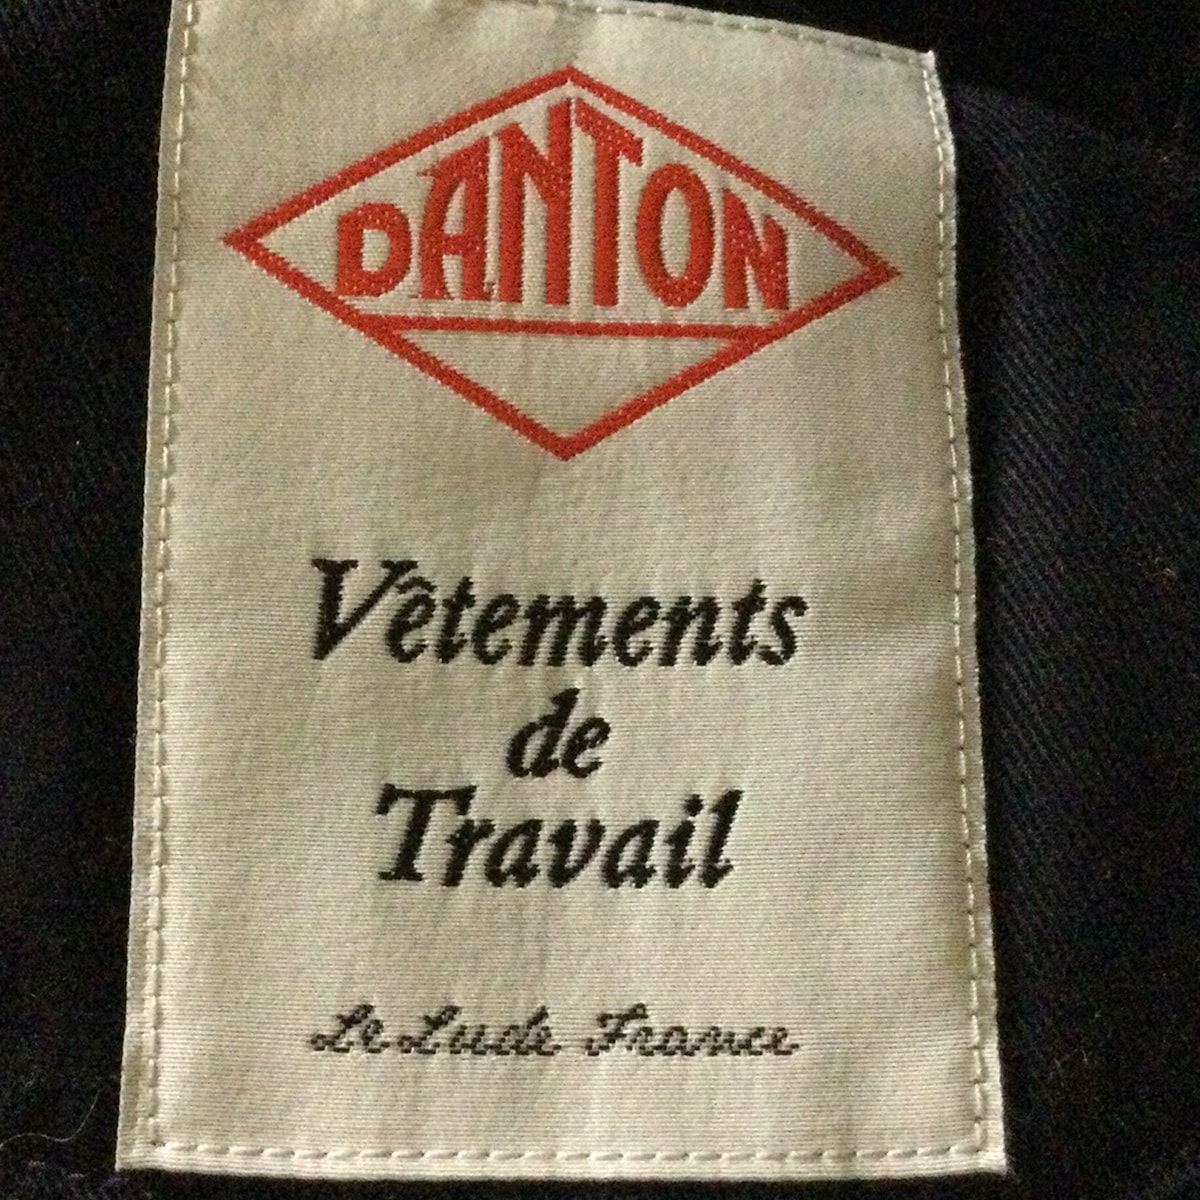 DANTON
Vêtements
de
Travail
Le Lude France